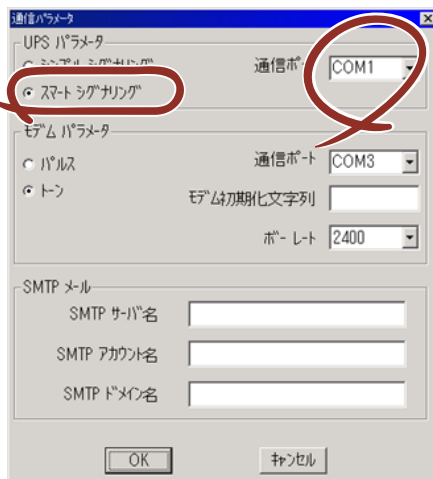 通信パラメータ
UPS パラメータ
シンプル シグナリング
通信ポ
COM1
スマート シグナリング
モデム パラメータ
パルス
通信ポート COM3
トーン
モデム初期化文字列
ボーレート 2400
SMTP メール
SMTP サーバ名
SMTP アカウント名
SMTP ドメイン名
OK キャンセル